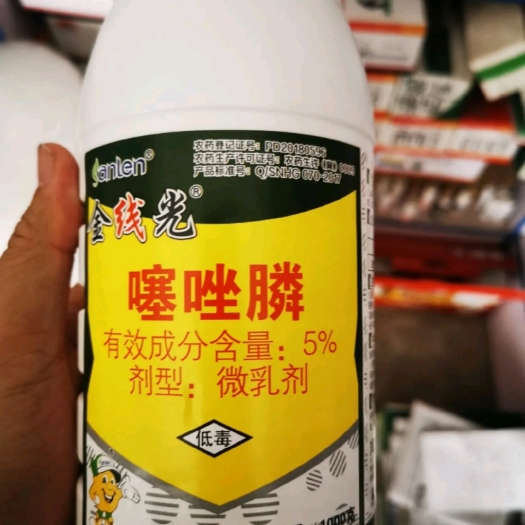 Sanlen®
农药登记证号：PD20180596
农药生产许可证号：农药生许
产品标准号：Q/SNHG 070-2017
金线光®
噻唑膦
有效成分含量：5%
剂型：微乳剂
低毒